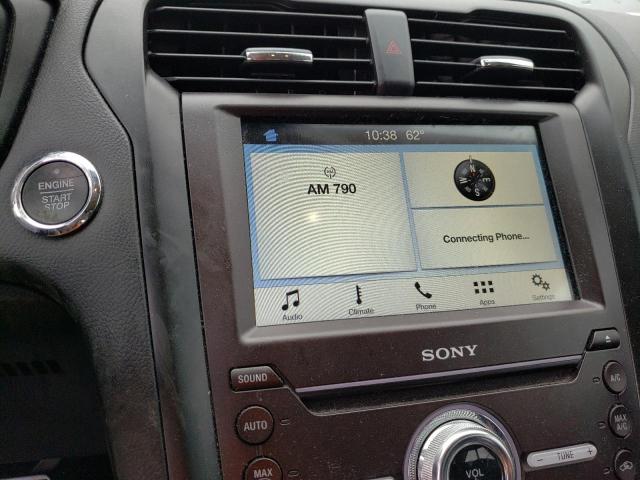 10:38 62°
ENGINE
START
STOP
AM 790
N
W E
S
Connecting Phone...
Audio
Climate
Phone
Apps
Settings
SONY
SOUND
A/C
AUTO
MAX
A/C
- TUNE +
MAX
VOL